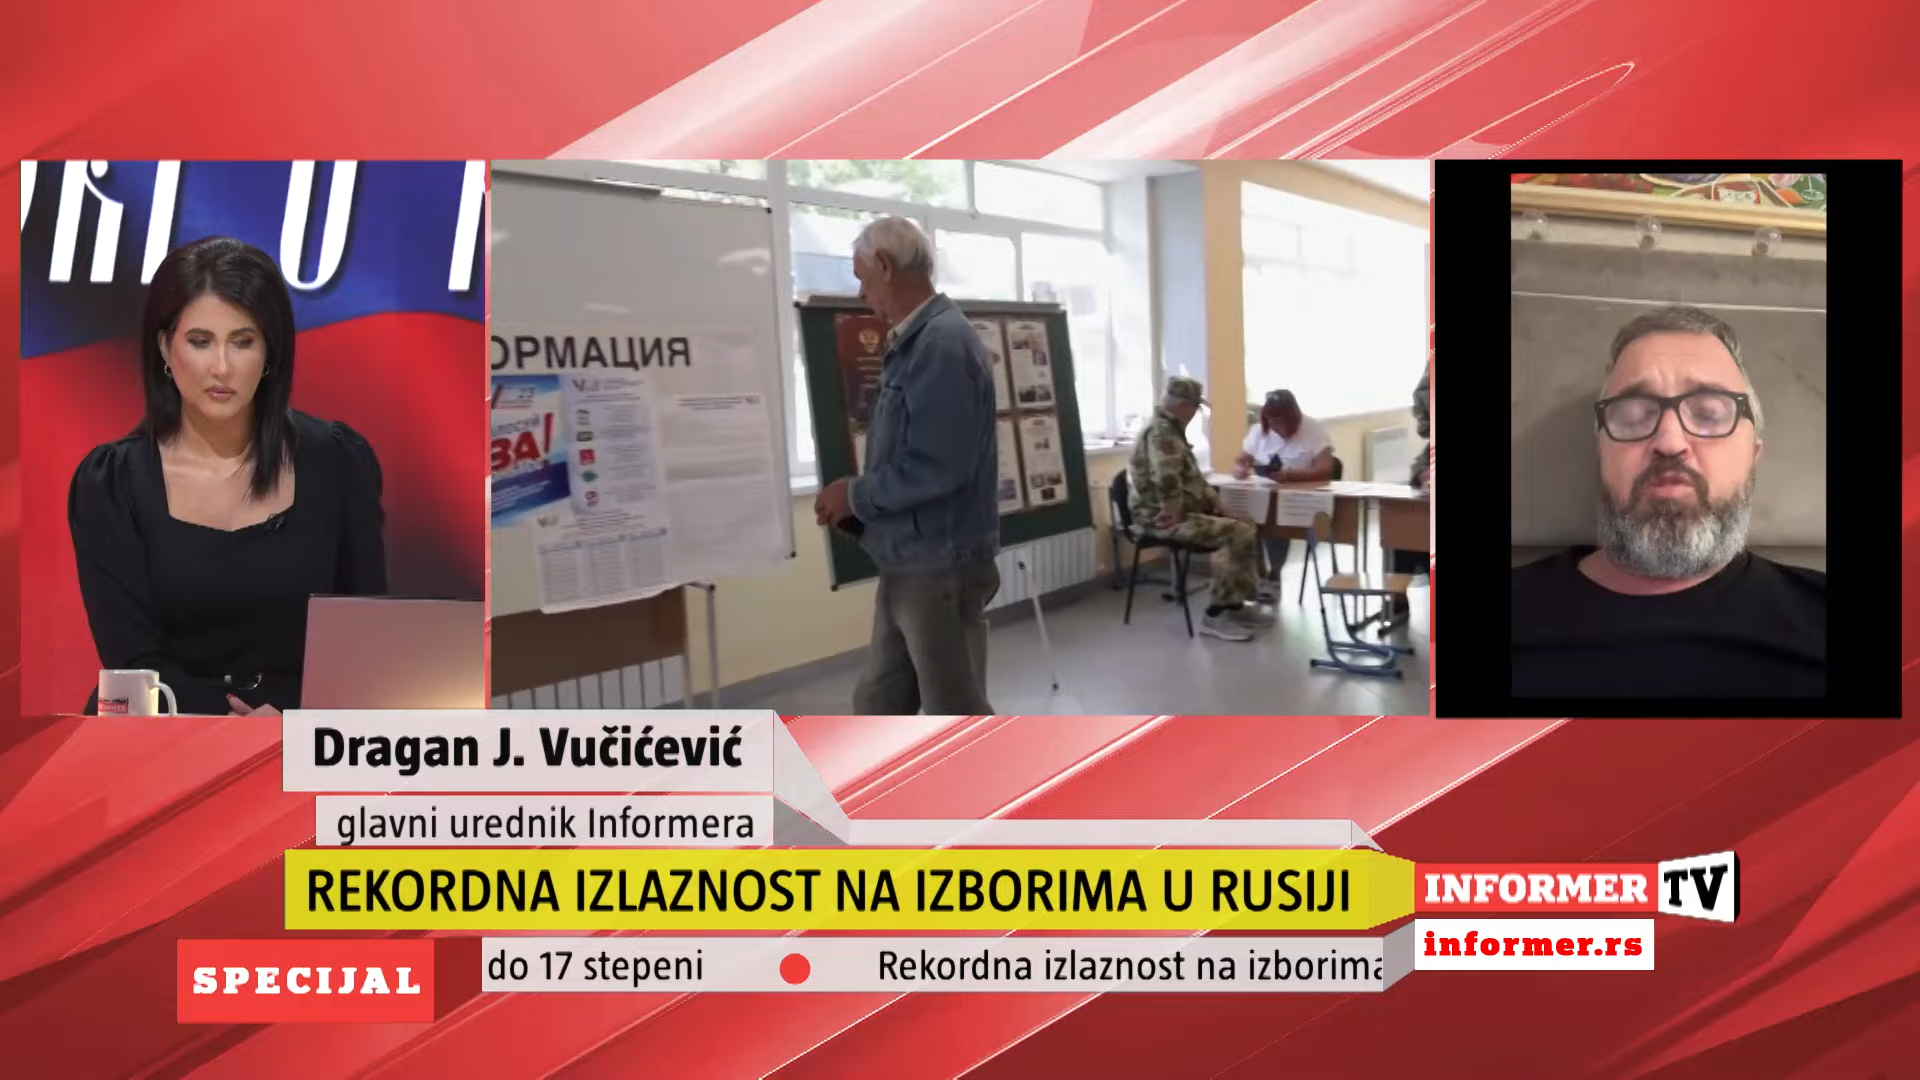 ОРМАЦИЯ
ЗА!
Dragan J. Vučićević
glavni urednik Informera
REKORDNA IZLAZNOST NA IZBORIMA U RUSIJI
INFORMER TV
informer.rs
SPECIJAL
do 17 stepeni
Rekordna izlaznost na izborima